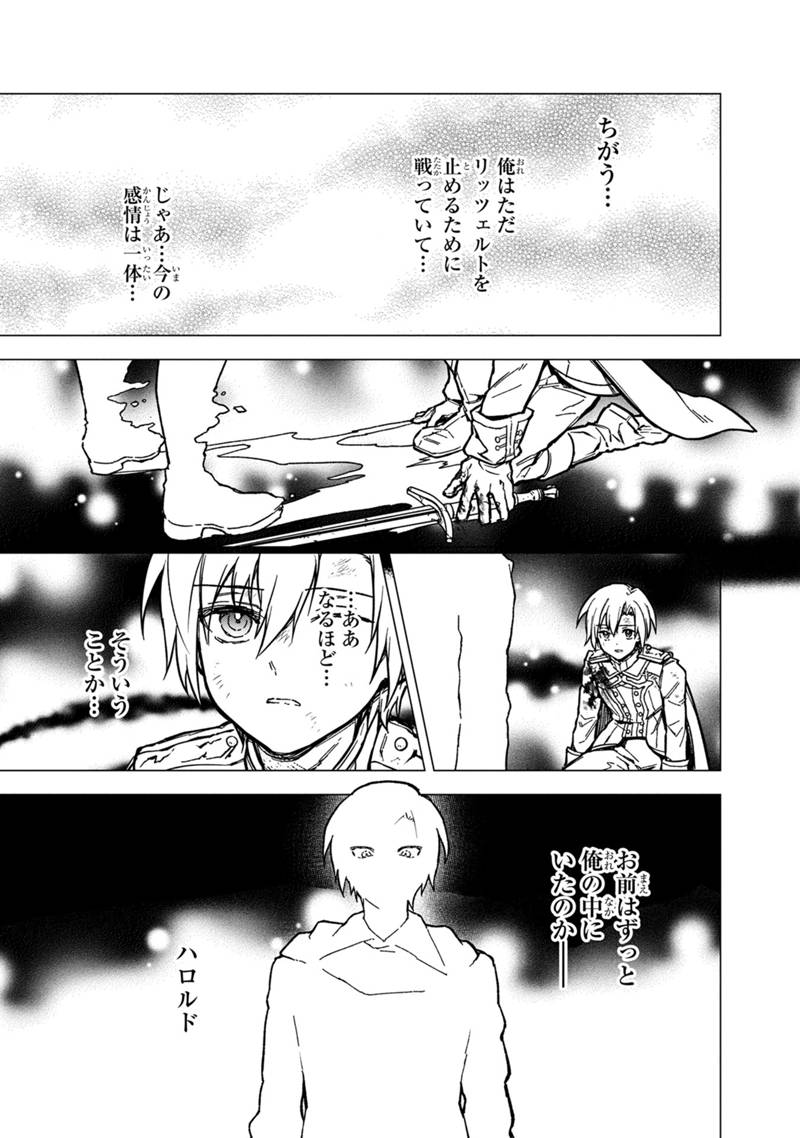 ちがう…
俺はただ
リッツェルトを
止めるために
戦っていて…
じゃあ…今の
感情は一体…
…ああ
なるほど…
そういう
ことか…
お前はずっと
俺の中に
いたのか――
ハロルド